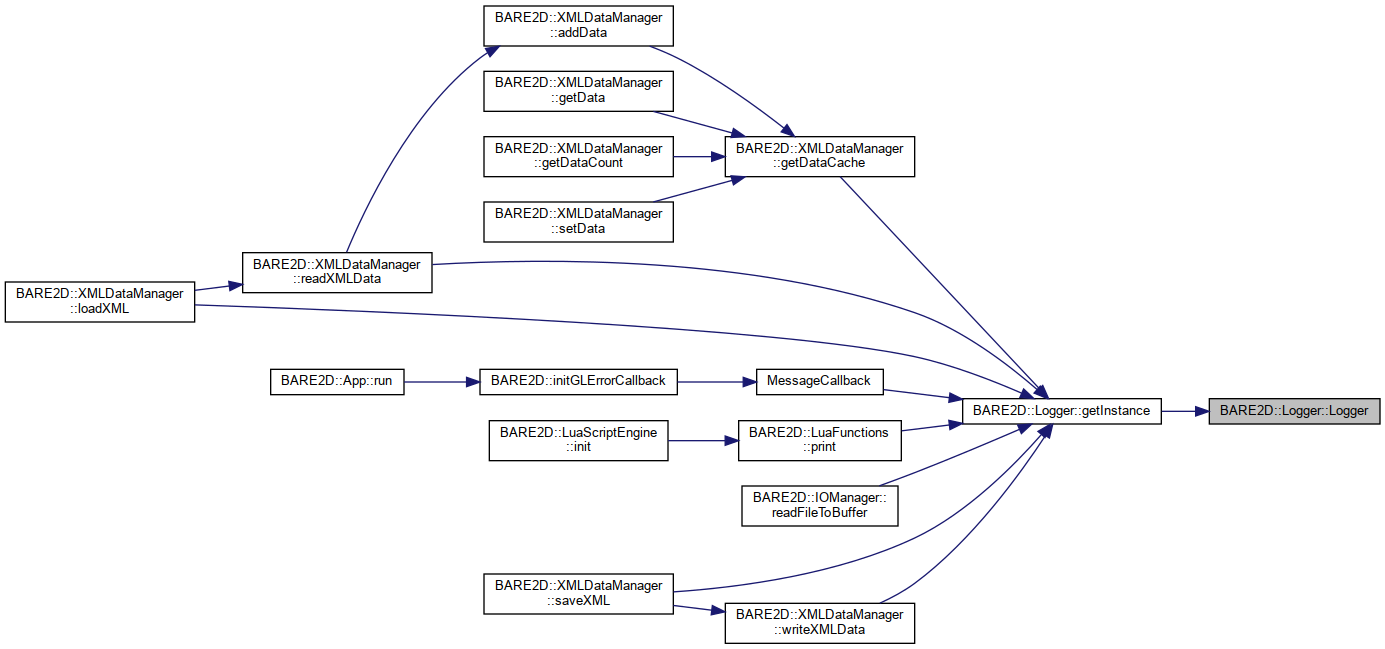 BARE2D::XMLDataManager
::addData
BARE2D::XMLDataManager
::getData
BARE2D::XMLDataManager
::getDataCount
BARE2D::XMLDataManager
::getDataCache
BARE2D::XMLDataManager
::setData
BARE2D::XMLDataManager
::readXMLData
BARE2D::XMLDataManager
::loadXML
BARE2D::App::run
BARE2D::initGLErrorCallback
MessageCallback
BARE2D::Logger::getInstance
BARE2D::Logger::Logger
BARE2D::LuaScriptEngine
::init
BARE2D::LuaFunctions
::print
BARE2D::IOManager::
readFileToBuffer
BARE2D::XMLDataManager
::saveXML
BARE2D::XMLDataManager
::writeXMLData